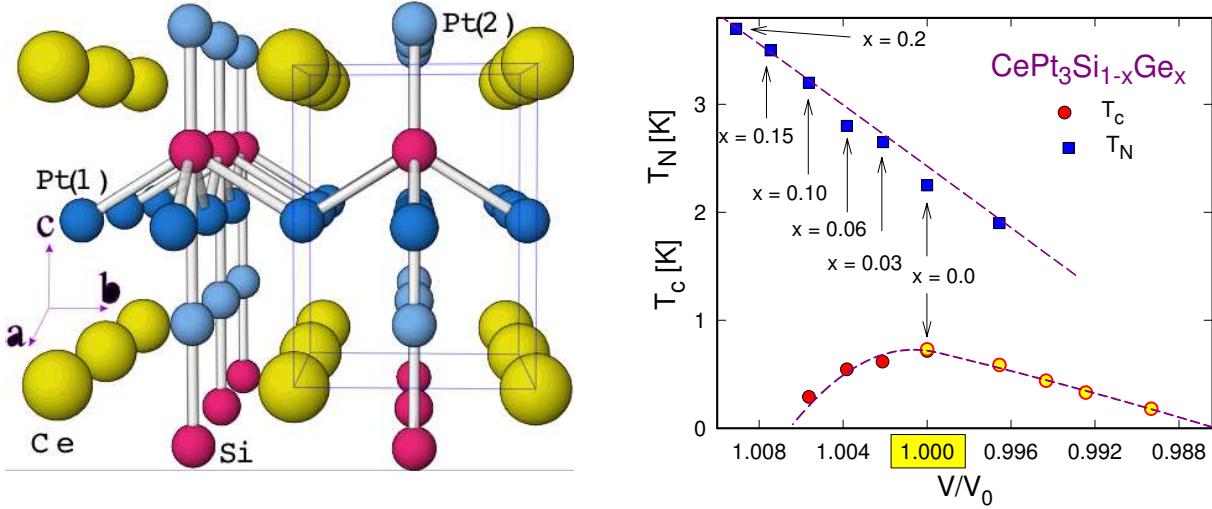 Pt(2)
Pt(1)
c
b
a
Ce
Si
CePt3Si1-xGex
Tc
TN
x = 0.2
x = 0.15
x = 0.10
x = 0.06
x = 0.03
x = 0.0
Tc [K] TN [K]
3
2
1
0
1.008 1.004 1.000 0.996 0.992 0.988
V/V0